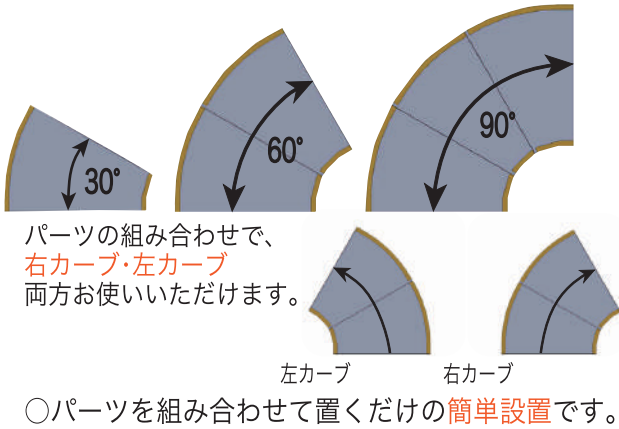 30°
60°
90°
パーツの組み合わせで、
右カーブ・左カーブ
両方お使いいただけます。
左カーブ
右カーブ
○パーツを組み合わせて置くだけの簡単設置です。